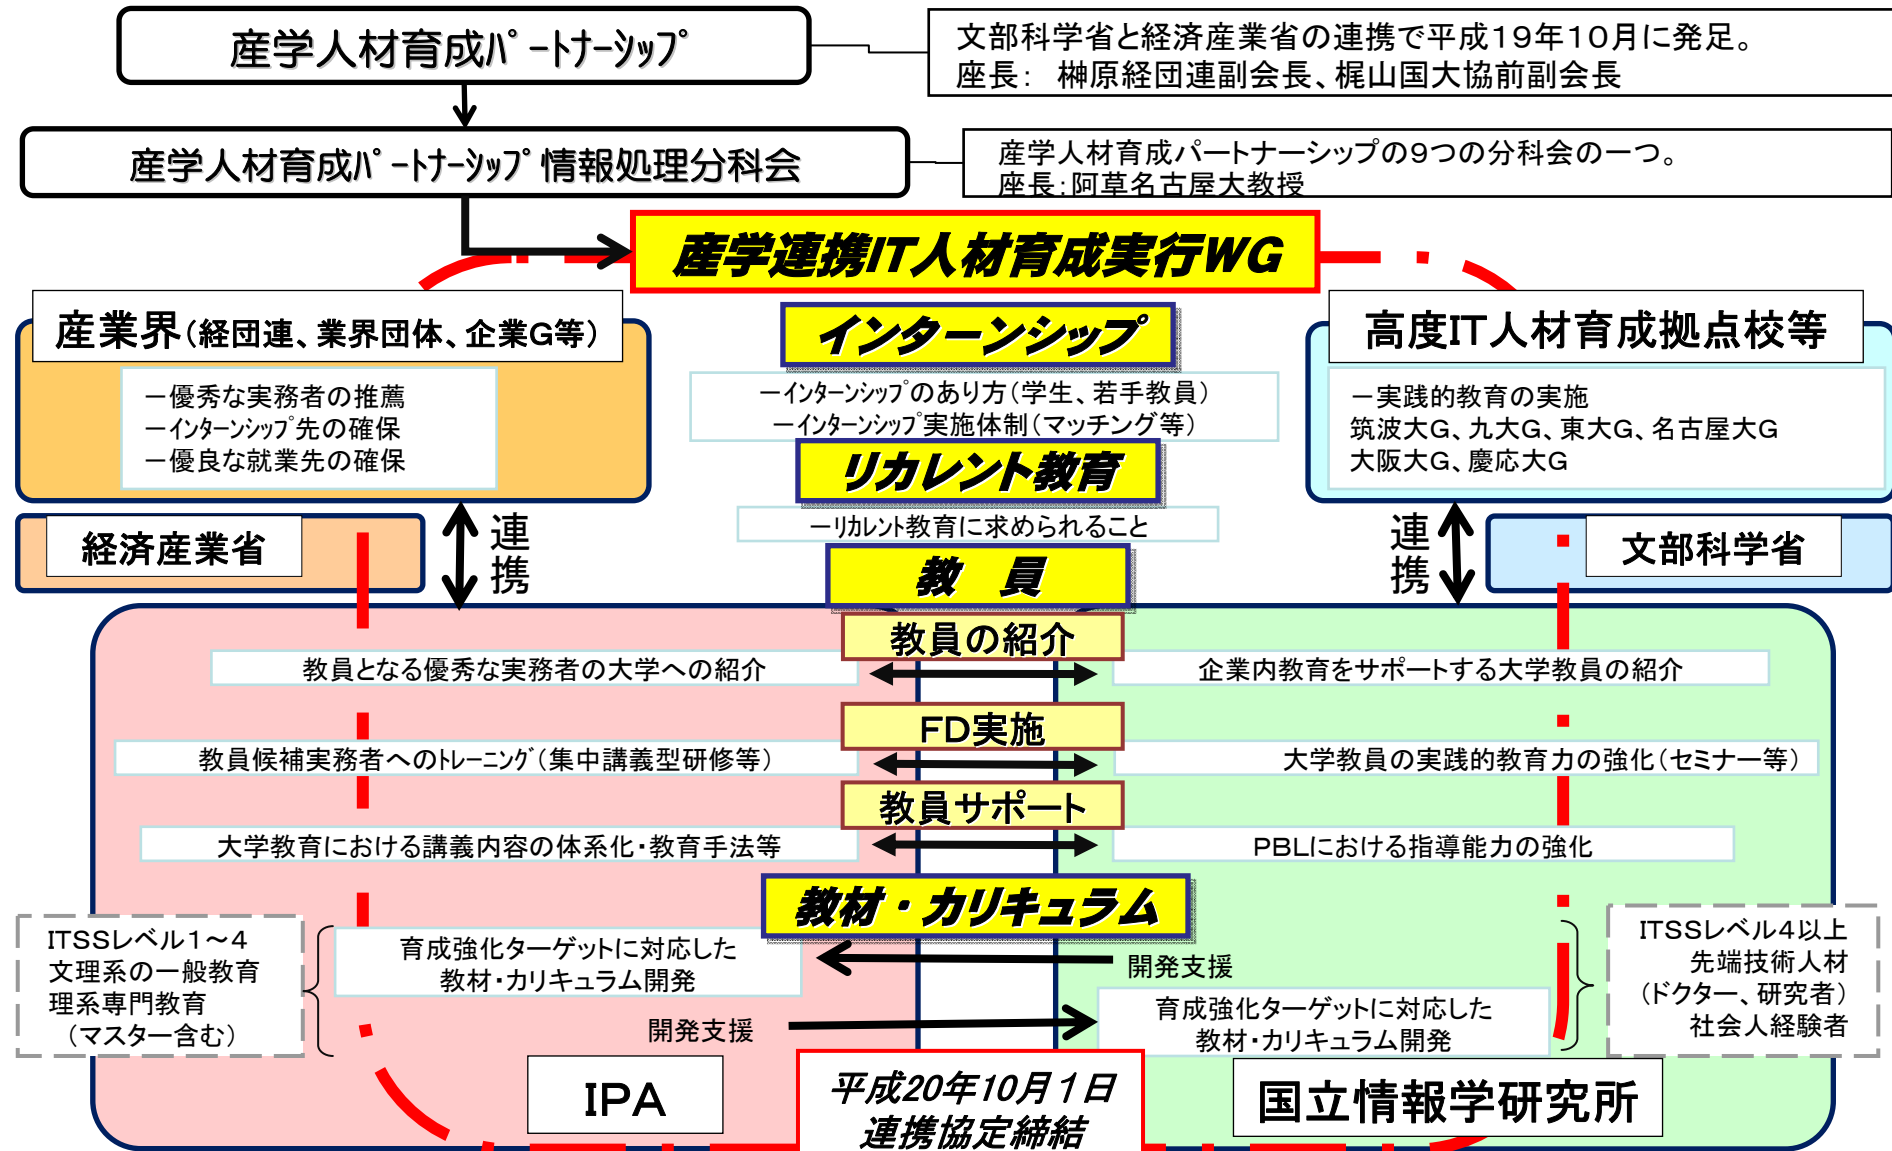 産学人材育成ﾊﾟｰﾄﾅｰｼｯﾌﾟ
文部科学省と経済産業省の連携で平成19年10月に発足。
座長： 榊原経団連副会長、梶山国大協前副会長
産学人材育成ﾊﾟｰﾄﾅｰｼｯﾌﾟ情報処理分科会
産学人材育成パートナーシップの9つの分科会の一つ。
座長：阿草名古屋大教授
産学連携IT人材育成実行WG
産業界（経団連、業界団体、企業G等）
－優秀な実務者の推薦
－ｲﾝﾀｰﾝｼｯﾌﾟ先の確保
－優良な就業先の確保
インターンシップ
－ｲﾝﾀｰﾝｼｯﾌﾟのあり方（学生、若手教員）
－ｲﾝﾀｰﾝｼｯﾌﾟ実施体制（マッチング等）
リカレント教育
－ﾘｶﾚﾝﾄ教育に求められること
高度IT人材育成拠点校等
－実践的教育の実施
筑波大G、九大G、東大G、名古屋大G
大阪大G、慶応大G
経済産業省
連携
教 員
連携
文部科学省
教員の紹介
教員となる優秀な実務者の大学への紹介
企業内教育をサポートする大学教員の紹介
FD実施
教員候補実務者へのﾄﾚｰﾆﾝｸﾞ（集中講義型研修等）
大学教員の実践的教育力の強化（セミナー等）
教員サポート
大学教育における講義内容の体系化・教育手法等
PBLにおける指導能力の強化
教材・カリキュラム
ITSSレベル1～4
文理系の一般教育
理系専門教育
（マスター含む）
育成強化ターゲットに対応した
教材・カリキュラム開発
開発支援
開発支援
育成強化ターゲットに対応した
教材・カリキュラム開発
ITSSレベル4以上
先端技術人材
（ドクター、研究者）
社会人経験者
IPA
平成20年10月1日
連携協定締結
国立情報学研究所